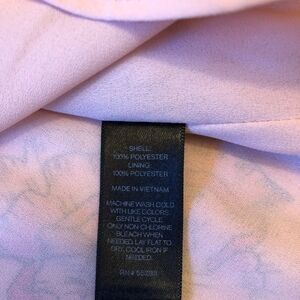 SHELL:
100% POLYESTER
LINING:
100% POLYESTER
MADE IN VIETNAM
MACHINE WASH COLD
WITH LIKE COLORS
GENTLE CYCLE
ONLY NON CHLORINE
BLEACH WHEN
NEEDED. LAY FLAT TO
DRY. COOL IRON IF
NEEDED.
RN#